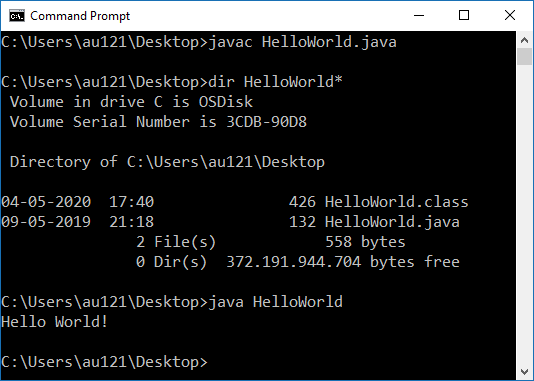 Command Prompt
C:\Users\au121\Desktop>javac HelloWorld.java
C:\Users\au121\Desktop>dir HelloWorld*
 Volume in drive C is OSDisk
 Volume Serial Number is 3CDB-90D8
 Directory of C:\Users\au121\Desktop
04-05-2020  17:40               426 HelloWorld.class
09-05-2019  21:18               132 HelloWorld.java
               2 File(s)            558 bytes
               0 Dir(s)  372.191.944.704 bytes free
C:\Users\au121\Desktop>java HelloWorld
Hello World!
C:\Users\au121\Desktop>